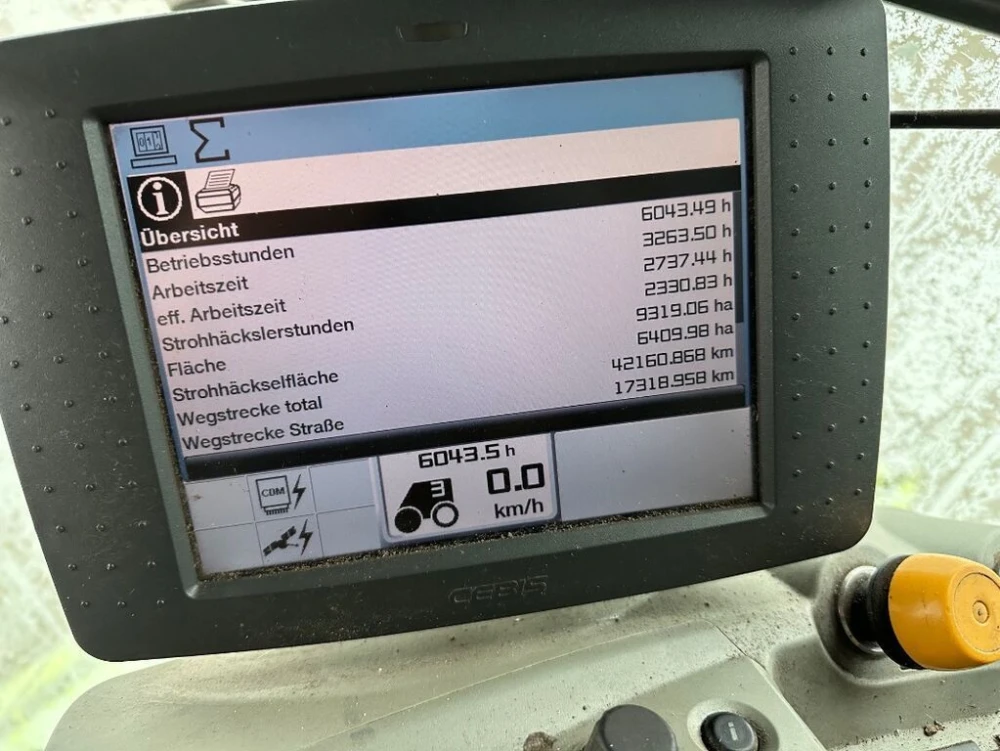 Übersicht
Betriebsstunden 6043.49 h
Arbeitszeit 3263.50 h
eff. Arbeitszeit 2737.44 h
Strohhäckslerstunden 2330.83 h
Fläche 9319.06 ha
Strohhäckselfläche 6409.98 ha
Wegstrecke total 42160.868 km
Wegstrecke Straße 17318.958 km
6043.5 h
CDM
3
0.0
km/h
CEBIS